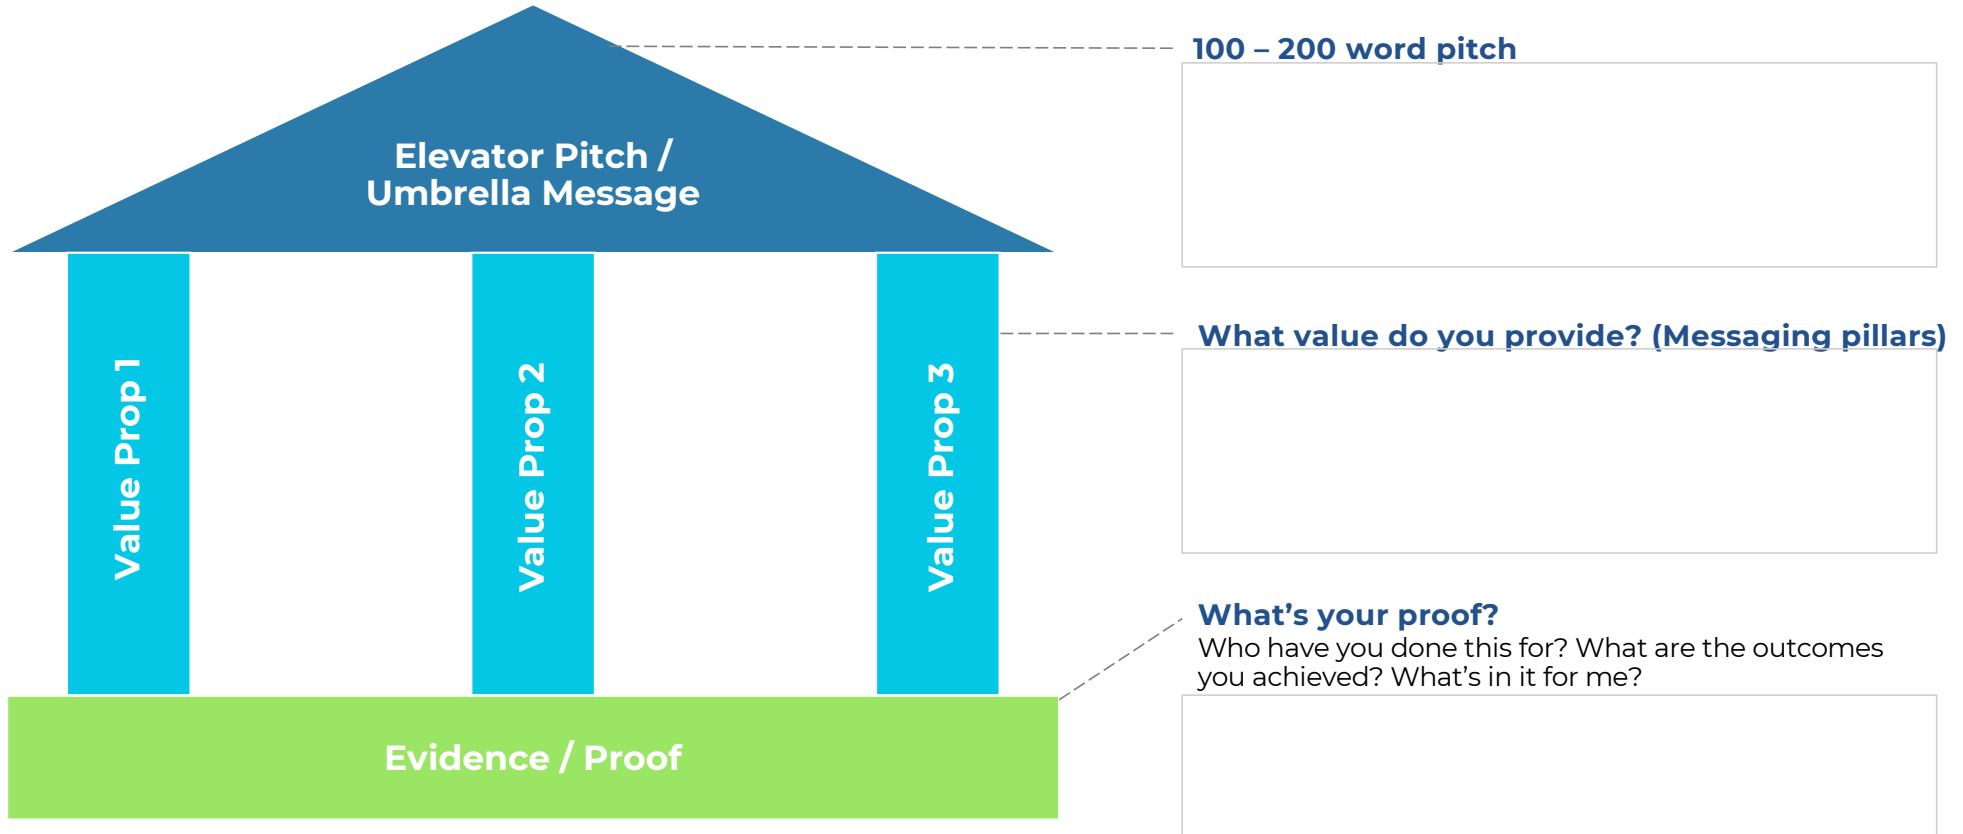 100 – 200 word pitch
Elevator Pitch /
Umbrella Message
What value do you provide? (Messaging pillars)
Value Prop 1
Value Prop 2
Value Prop 3
What’s your proof?
Who have you done this for? What are the outcomes
you achieved? What’s in it for me?
Evidence / Proof